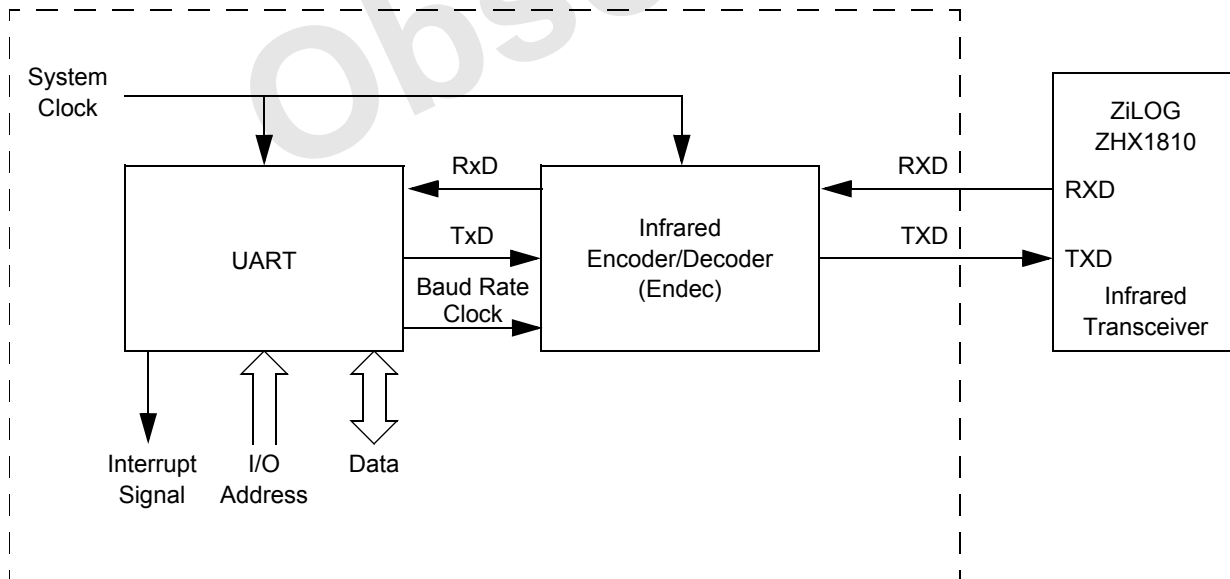 System
Clock
ZiLOG
ZHX1810
RxD
RXD
RXD
UART
TxD
Infrared
Encoder/Decoder
(Endec)
TXD
TXD
Baud Rate
Clock
Infrared
Transceiver
Interrupt
Signal
I/O
Address
Data